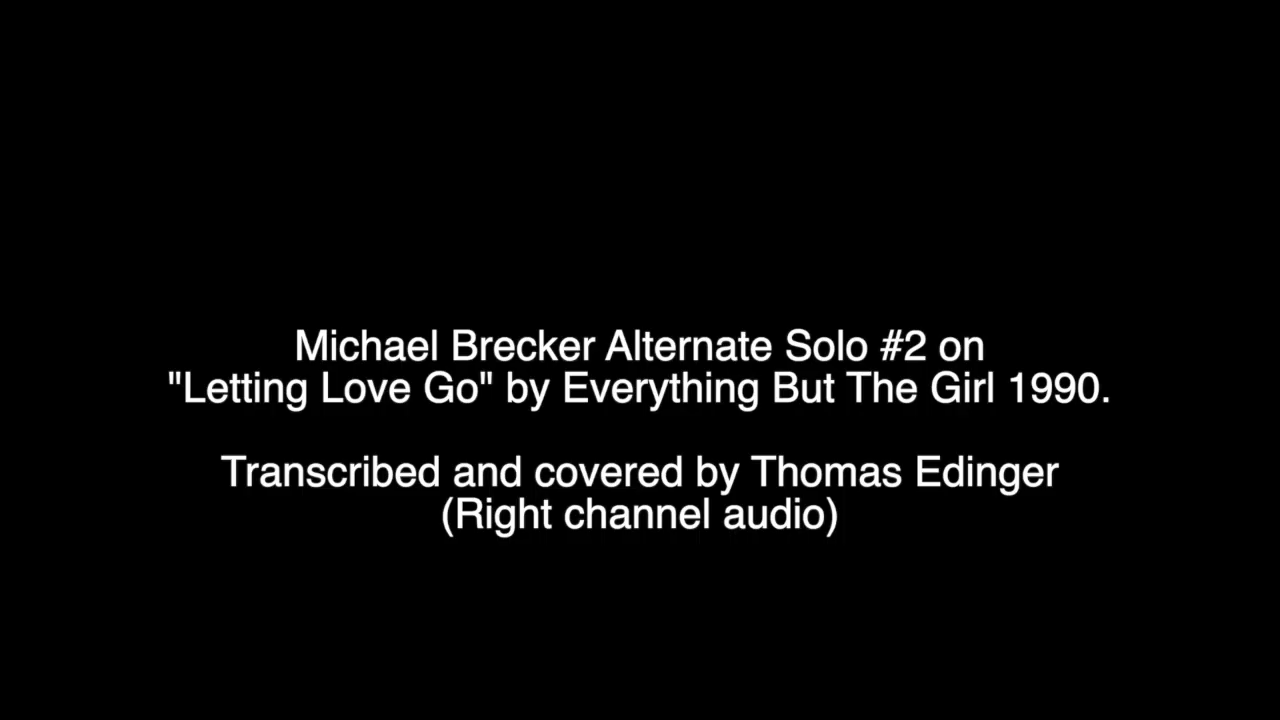 Michael Brecker Alternate Solo #2 on
"Letting Love Go" by Everything But The Girl 1990.
Transcribed and covered by Thomas Edinger
(Right channel audio)